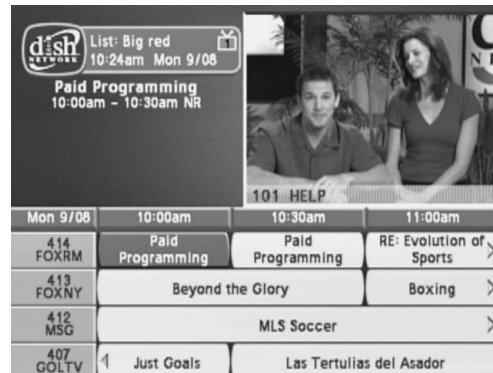 dish
NETWORK
List: Big red
1
10:24am Mon 9/08
Paid Programming
10:00am - 10:30am NR
101 HELP
Mon 9/08 10:00am 10:30am 11:00am
414
FOXRM
Paid
Programming
Paid
Programming
RE: Evolution of
Sports
413
FOXNY
Beyond the Glory
Boxing
412
MSG
MLS Soccer
407
GOLTV
Just Goals
Las Tertulias del Asador